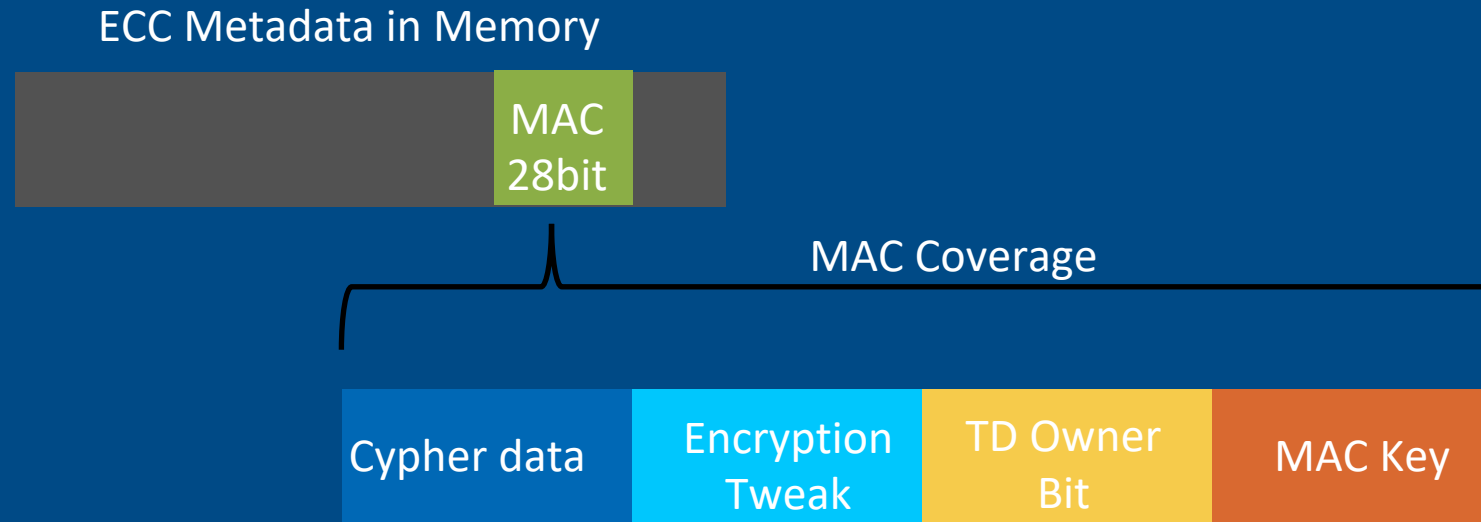 ECC Metadata in Memory
MAC
28bit
MAC Coverage
Cypher data
Encryption
Tweak
TD Owner
Bit
MAC Key